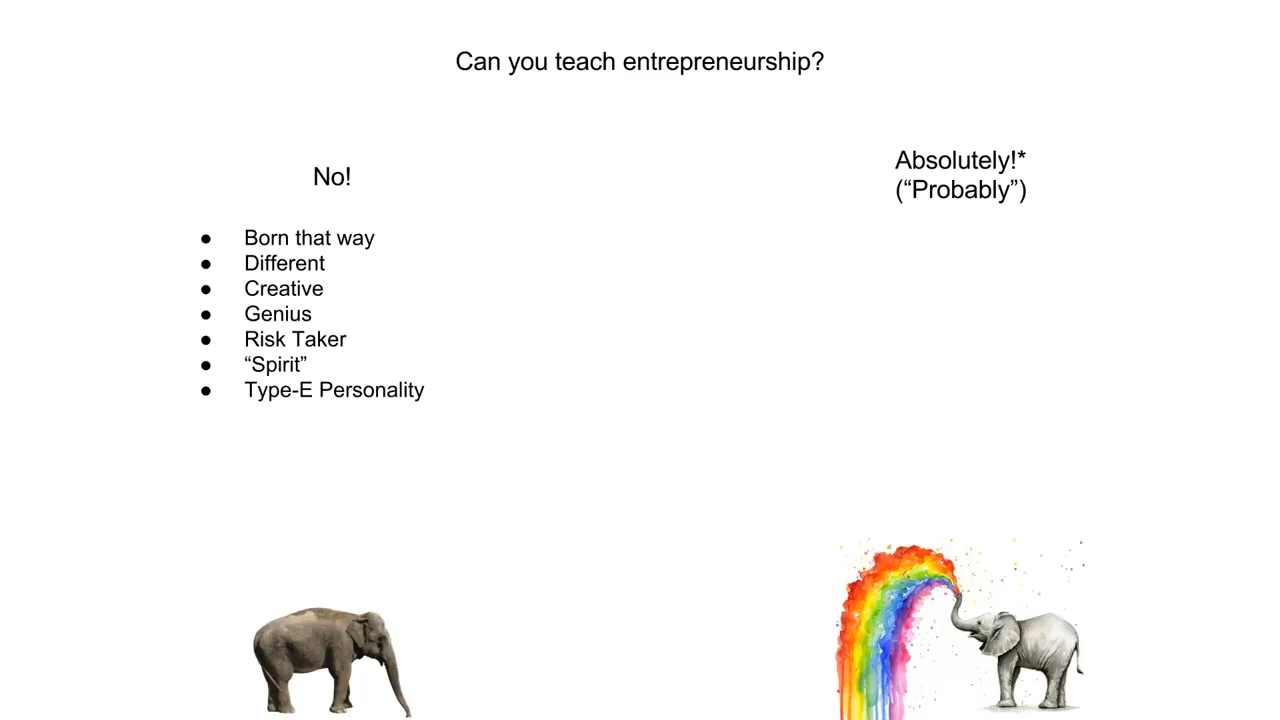 Can you teach entrepreneurship?
No!
● Born that way
● Different
● Creative
● Genius
● Risk Taker
● “Spirit”
● Type-E Personality
Absolutely!*
(“Probably”)